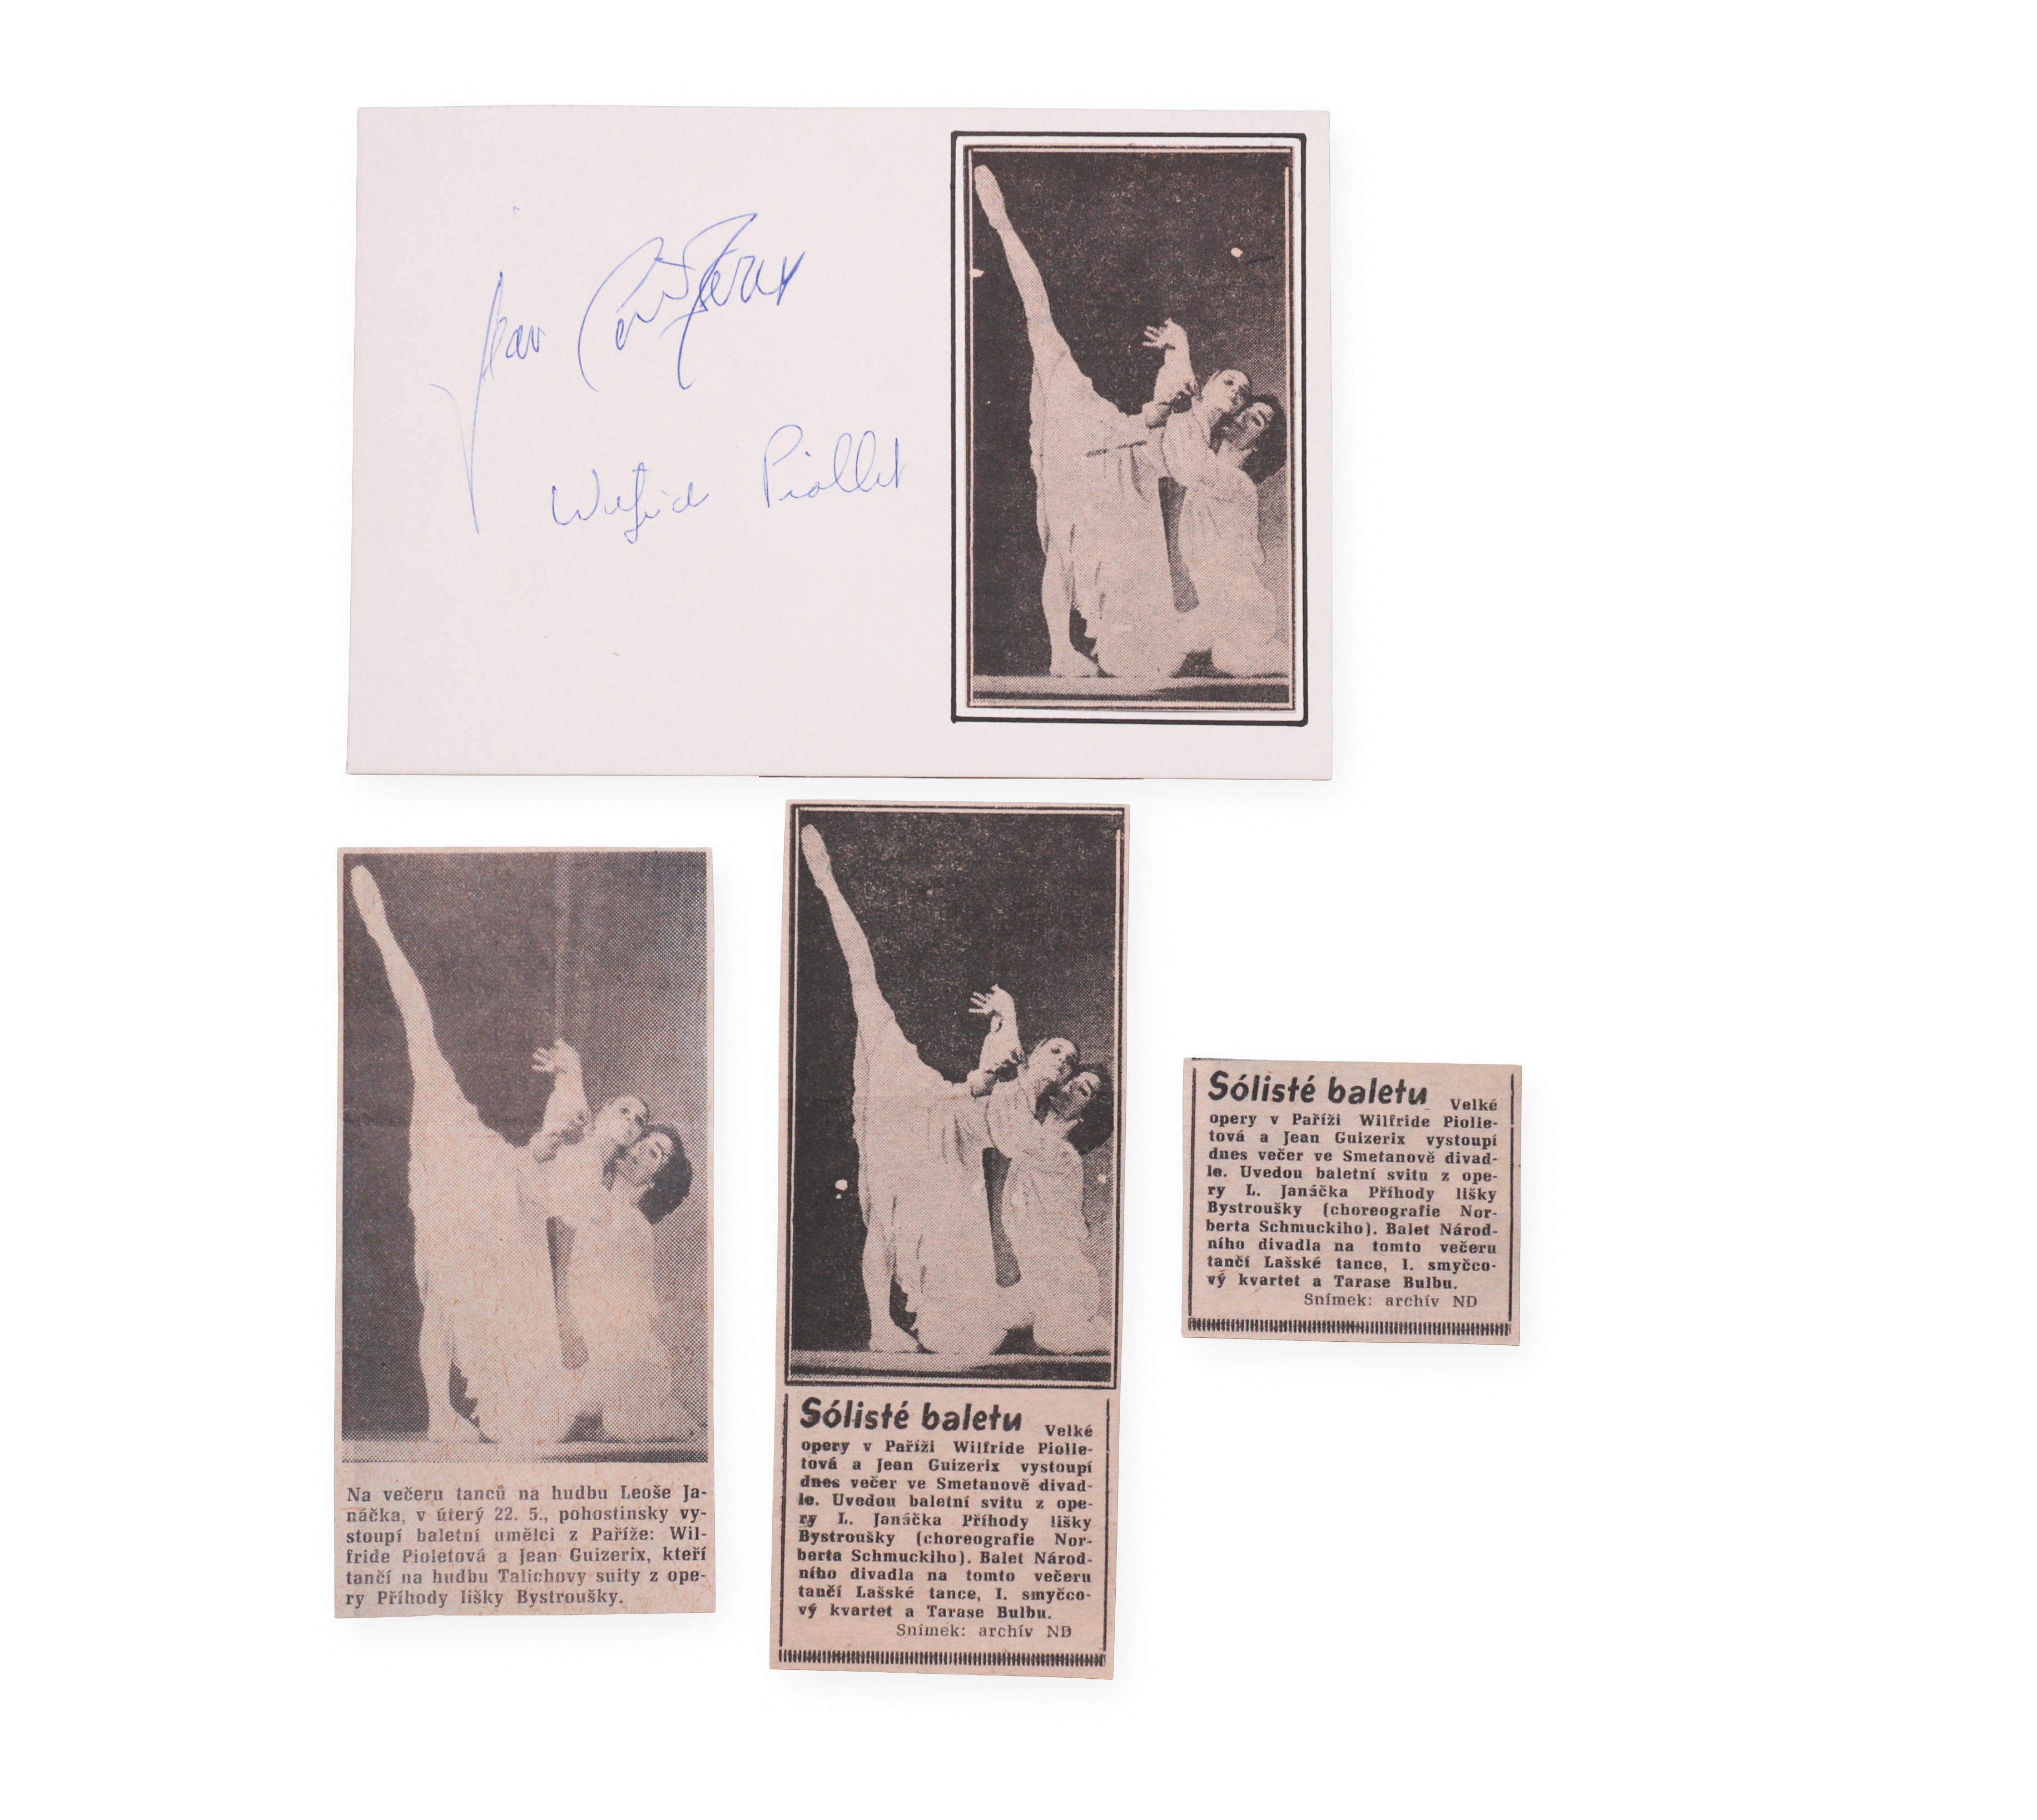 Jean Guizerix
Wilfride Piollet
Na večeru tanců na hudbu Leoše Ja-
náčka, v úterý 22. 5., pohostinsky vy-
stoupí baletní umělci z Paříže: Wil-
fride Pioletová a Jean Guizerix, kteří
tančí na hudbu Talichovy suity z ope-
ry Příhody lišky Bystroušky.
Sólisté baletu Velké
opery v Paříži Wilfride Piolle-
tová a Jean Guizerix vystoupí
dnes večer ve Smetanově divad-
le. Uvedou baletní svitu z ope-
ry L. Janáčka Příhody lišky
Bystroušky (choreografie Nor-
berta Schmuckiho). Balet Národ-
ního divadla na tomto večeru
tančí Lašské tance, I. smyčco-
vý kvartet a Tarase Bulbu.
Snímek: archív ND
Sólisté baletu Velké
opery v Paříži Wilfride Piolle-
tová a Jean Guizerix vystoupí
dnes večer ve Smetanově divad-
le. Uvedou baletní svitu z ope-
ry L. Janáčka Příhody lišky
Bystroušky (choreografie Nor-
berta Schmuckiho). Balet Národ-
ního divadla na tomto večeru
tančí Lašské tance, I. smyčco-
vý kvartet a Tarase Bulbu.
Snímek: archív ND